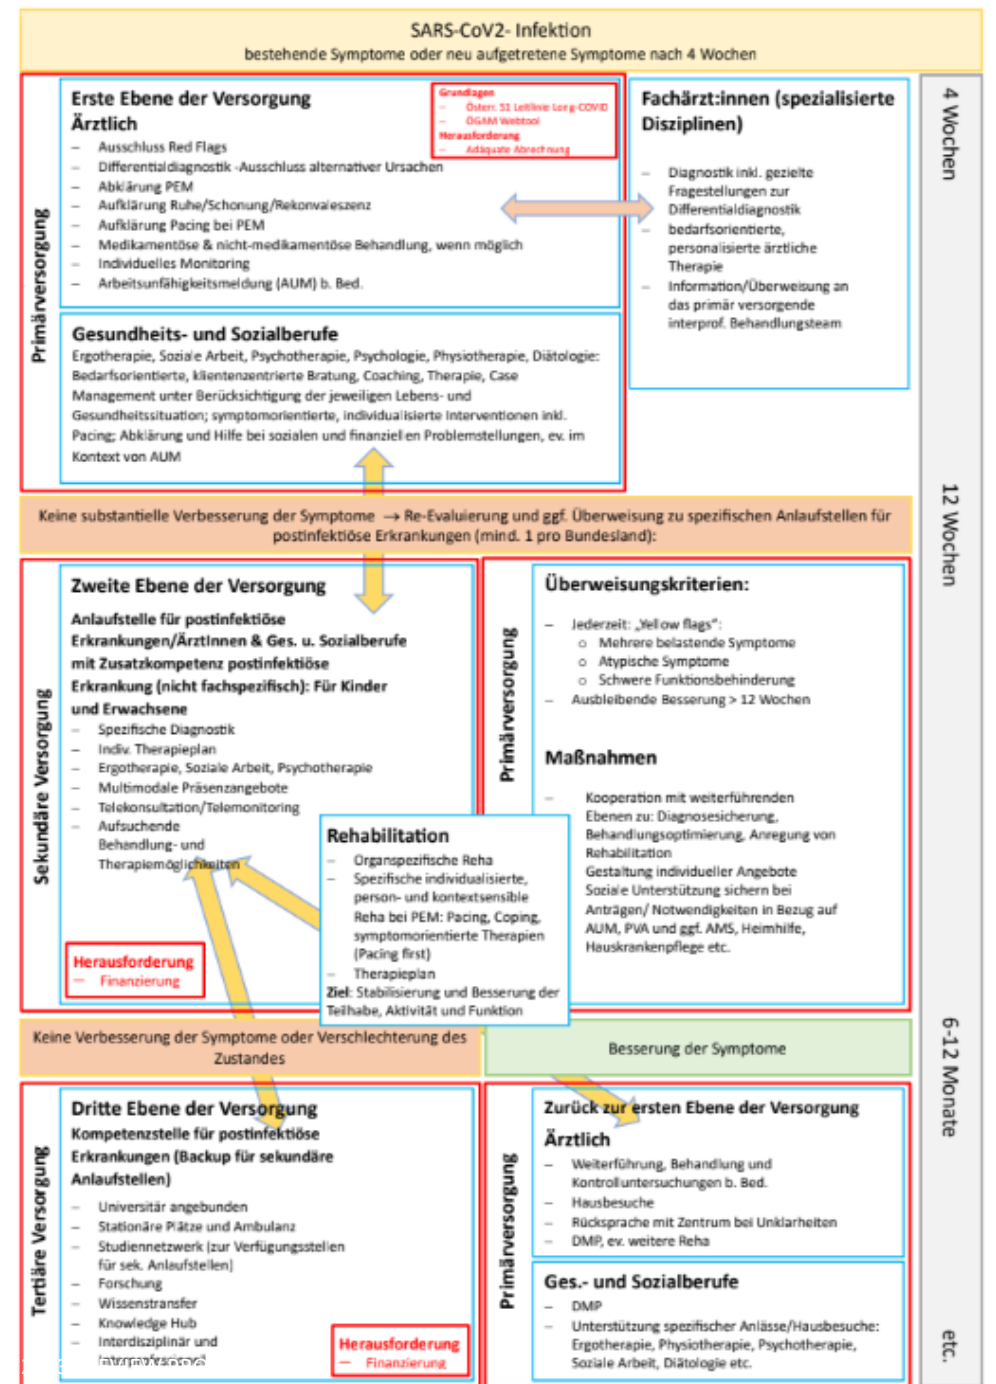 SARS-CoV2- Infektion
bestehende Symptome oder neu aufgetretene Symptome nach 4 Wochen
Primärversorgung
Erste Ebene der Versorgung
Ärztlich
– Ausschluss Red Flags
– Differentialdiagnostik -Ausschluss alternativer Ursachen
– Abklärung PEM
– Aufklärung Ruhe/Schonung/Rekonvaleszenz
– Aufklärung Pacing bei PEM
– Medikamentöse & nicht-medikamentöse Behandlung, wenn möglich
– Individuelles Monitoring
– Arbeitsunfähigkeitsmeldung (AUM) b. Bed.
Grundlagen
– Österr. S1 Leitlinie Long-COVID
– ÖGAM Webtool
Herausforderung
– Adäquate Abrechnung
Fachärzt:innen (spezialisierte
Disziplinen)
– Diagnostik inkl. gezielte
Fragestellungen zur
Differentialdiagnostik
– bedarfsorientierte,
personalisierte ärztliche
Therapie
– Information/Überweisung an
das primär versorgende
interprof. Behandlungsteam
4 Wochen
Gesundheits- und Sozialberufe
Ergotherapie, Soziale Arbeit, Psychotherapie, Psychologie, Physiotherapie, Diätologie:
Bedarfsorientierte, klientenzentrierte Bratung, Coaching, Therapie, Case
Management unter Berücksichtigung der jeweiligen Lebens- und
Gesundheitssituation; symptomorientierte, individualisierte Interventionen inkl.
Pacing; Abklärung und Hilfe bei sozialen und finanziellen Problemstellungen, ev. im
Kontext von AUM
12 Wochen
Keine substantielle Verbesserung der Symptome → Re-Evaluierung und ggf. Überweisung zu spezifischen Anlaufstellen für
postinfektiöse Erkrankungen (mind. 1 pro Bundesland):
Sekundäre Versorgung
Zweite Ebene der Versorgung
Anlaufstelle für postinfektiöse
Erkrankungen/ÄrztInnen & Ges. u. Sozialberufe
mit Zusatzkompetenz postinfektiöse
Erkrankung (nicht fachspezifisch): Für Kinder
und Erwachsene
– Spezifische Diagnostik
– Indiv. Therapieplan
– Ergotherapie, Soziale Arbeit, Psychotherapie
– Multimodale Präsenzangebote
– Telekonsultation/Telemonitoring
– Aufsuchende
Behandlung- und
Therapiemöglichkeiten
Herausforderung
– Finanzierung
Rehabilitation
– Organspezifische Reha
– Spezifische individualisierte,
person- und kontextsensible
Reha bei PEM: Pacing, Coping,
symptomorientierte Therapien
(Pacing first)
– Therapieplan
Ziel: Stabilisierung und Besserung der
Teilhabe, Aktivität und Funktion
Primärversorgung
Überweisungskriterien:
– Jederzeit: „Yellow flags“:
o Mehrere belastende Symptome
o Atypische Symptome
o Schwere Funktionsbehinderung
– Ausbleibende Besserung > 12 Wochen
Maßnahmen
– Kooperation mit weiterführenden
Ebenen zu: Diagnosesicherung,
Behandlungsoptimierung, Anregung von
Rehabilitation
Gestaltung individueller Angebote
Soziale Unterstützung sichern bei
Anträgen/ Notwendigkeiten in Bezug auf
AUM, PVA und ggf. AMS, Heimhilfe,
Hauskrankenpflege etc.
6-12 Monate
Keine Verbesserung der Symptome oder Verschlechterung des
Zustandes
Besserung der Symptome
Tertiäre Versorgung
Dritte Ebene der Versorgung
Kompetenzstelle für postinfektiöse
Erkrankungen (Backup für sekundäre
Anlaufstellen)
– Universitär angebunden
– Stationäre Plätze und Ambulanz
– Studiennetzwerk (zur Verfügungsstellen
für sek. Anlaufstellen)
– Forschung
– Wissenstransfer
– Knowledge Hub
– Interdisziplinär und
Herausforderung
– Finanzierung
Primärversorgung
Zurück zur ersten Ebene der Versorgung
Ärztlich
– Weiterführung, Behandlung und
Kontrolluntersuchungen b. Bed.
– Hausbesuche
– Rücksprache mit Zentrum bei Unklarheiten
– DMP, ev. weitere Reha
Ges.- und Sozialberufe
– DMP
– Unterstützung spezifischer Anlässe/Hausbesuche:
Ergotherapie, Physiotherapie, Psychotherapie,
Soziale Arbeit, Diätologie etc.
etc.